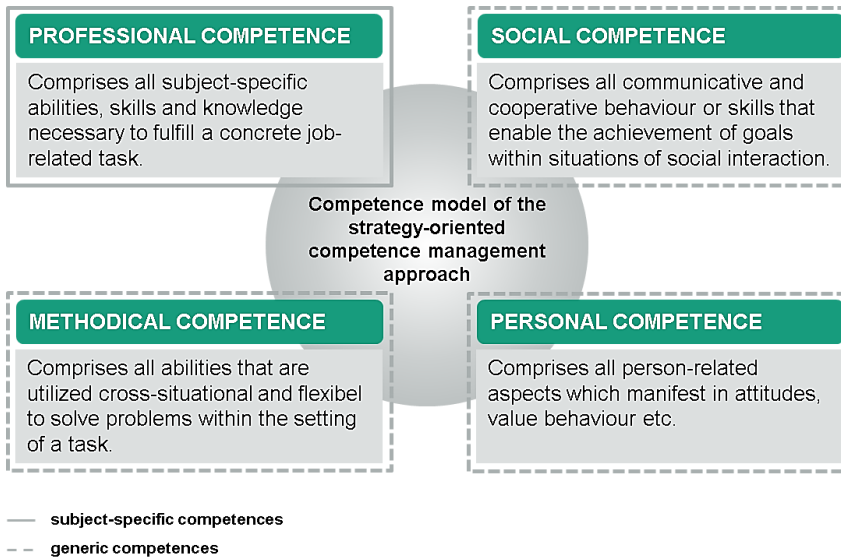 PROFESSIONAL COMPETENCE
Comprises all subject-specific
abilities, skills and knowledge
necessary to fulfill a concrete job-
related task.
SOCIAL COMPETENCE
Comprises all communicative and
cooperative behaviour or skills that
enable the achievement of goals
within situations of social interaction.
Competence model of the
strategy-oriented
competence management
approach
METHODICAL COMPETENCE
Comprises all abilities that are
utilized cross-situational and flexibel
to solve problems within the setting
of a task.
PERSONAL COMPETENCE
Comprises all person-related
aspects which manifest in attitudes,
value behaviour etc.
subject-specific competences
generic competences